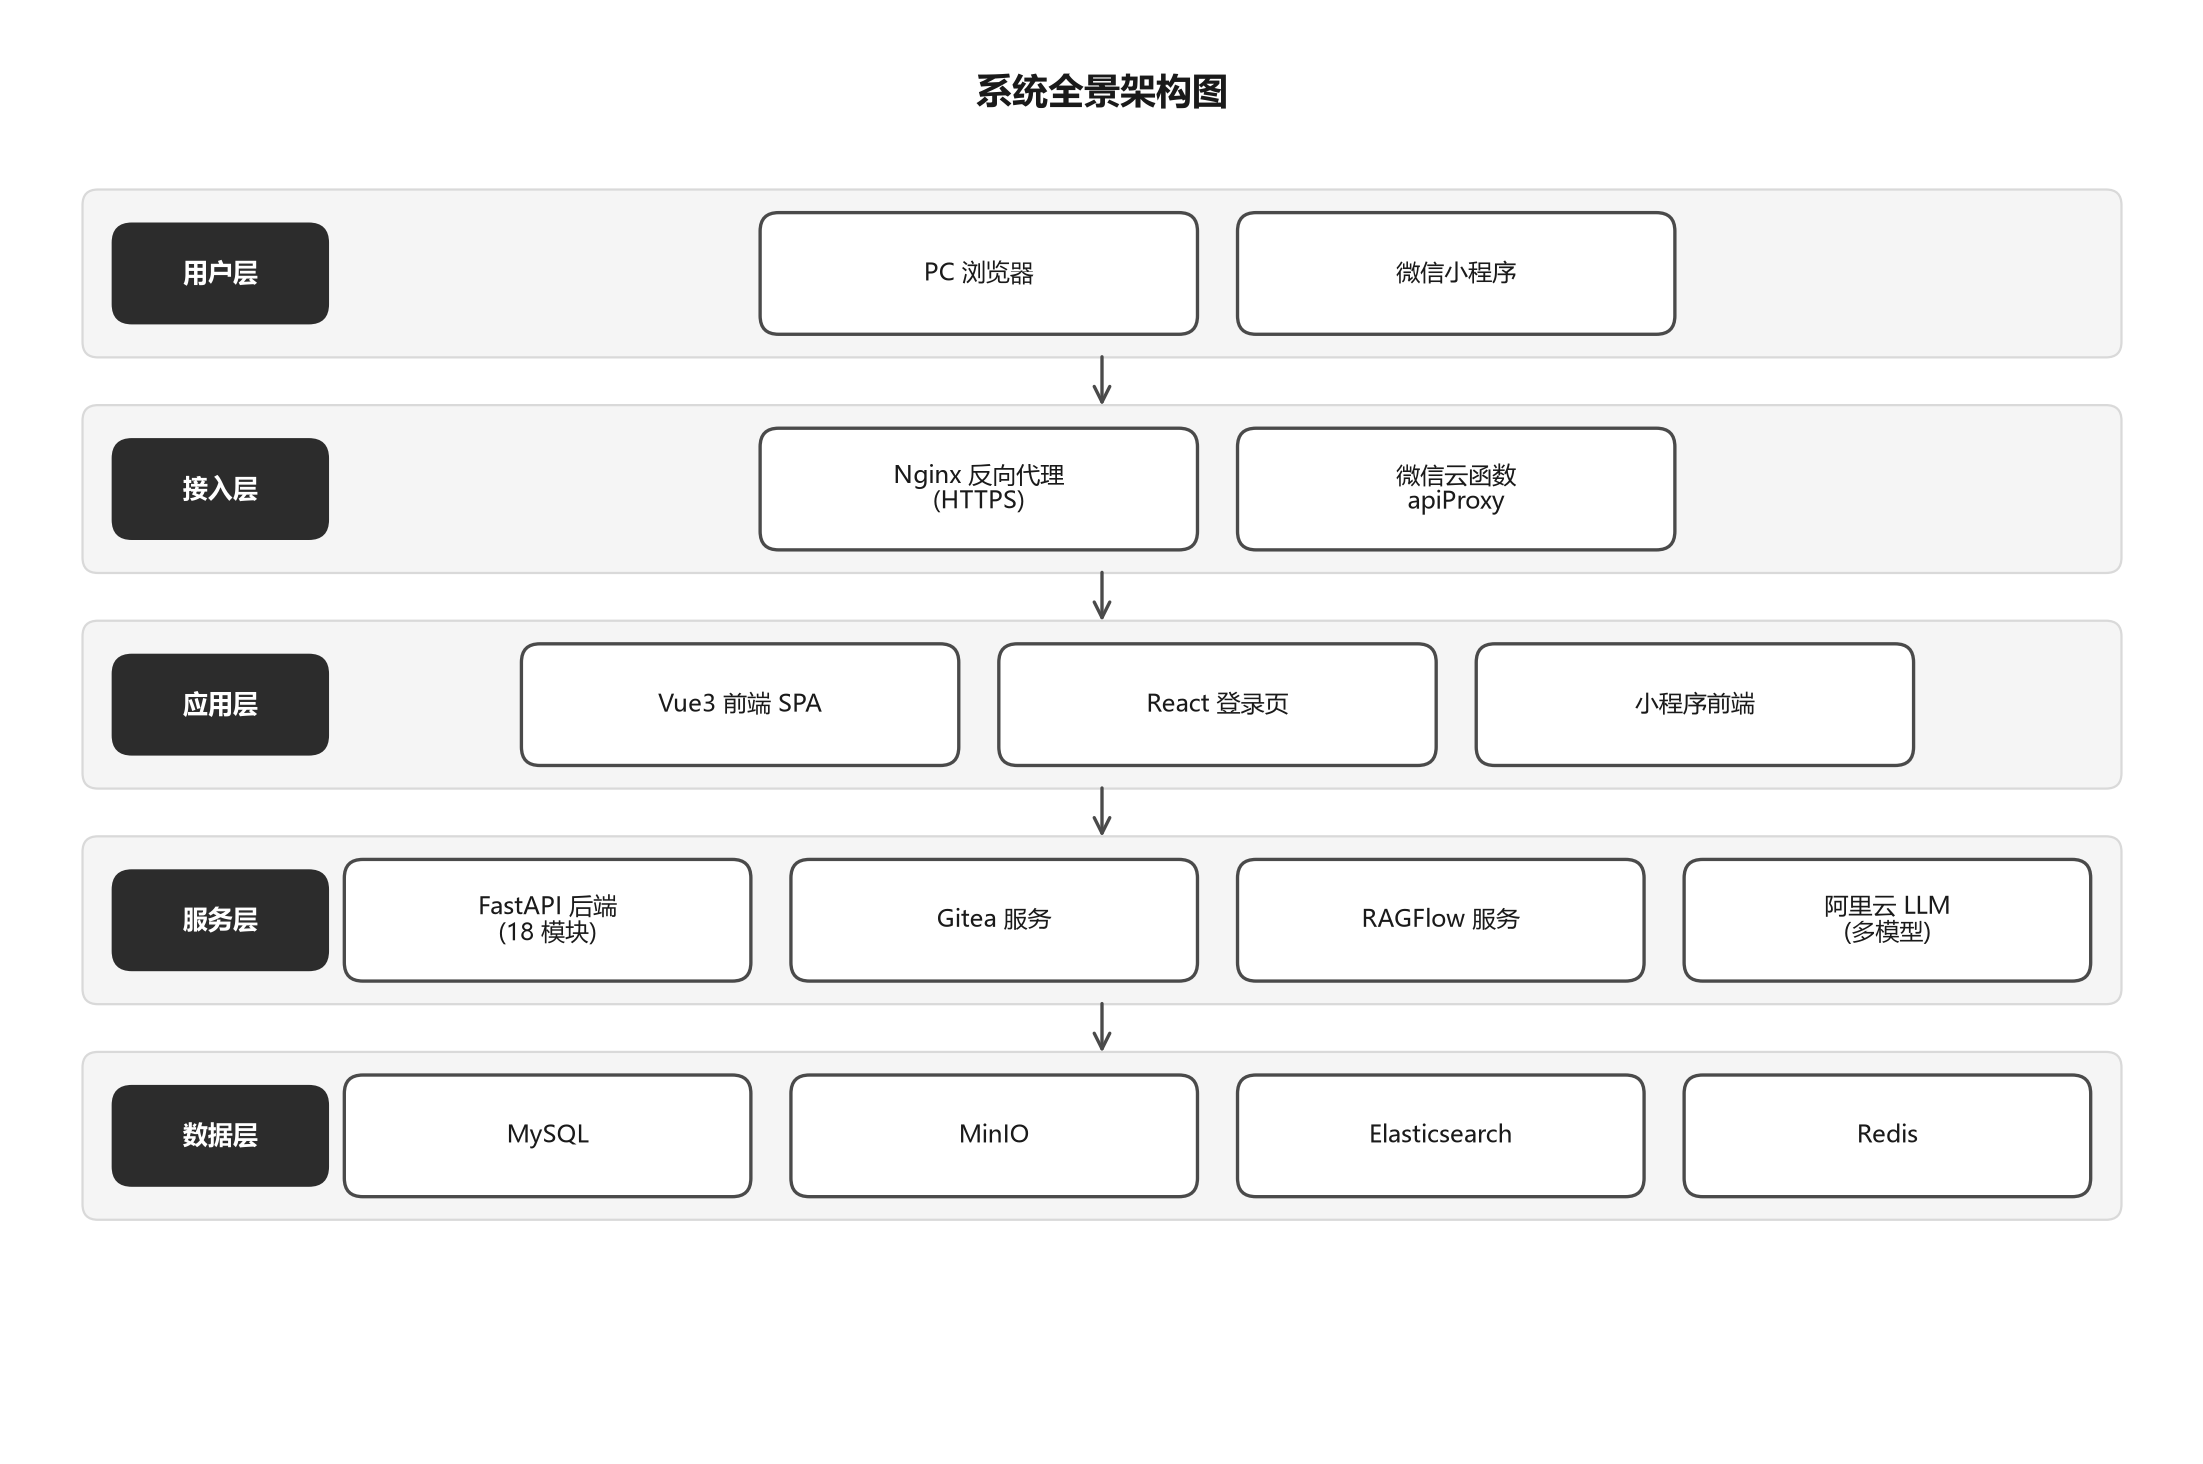 系统全景架构图
用户层
PC 浏览器
微信小程序
接入层
Nginx 反向代理
(HTTPS)
微信云函数
apiProxy
应用层
Vue3 前端 SPA
React 登录页
小程序前端
服务层
FastAPI 后端
(18 模块)
Gitea 服务
RAGFlow 服务
阿里云 LLM
(多模型)
数据层
MySQL
MinIO
Elasticsearch
Redis